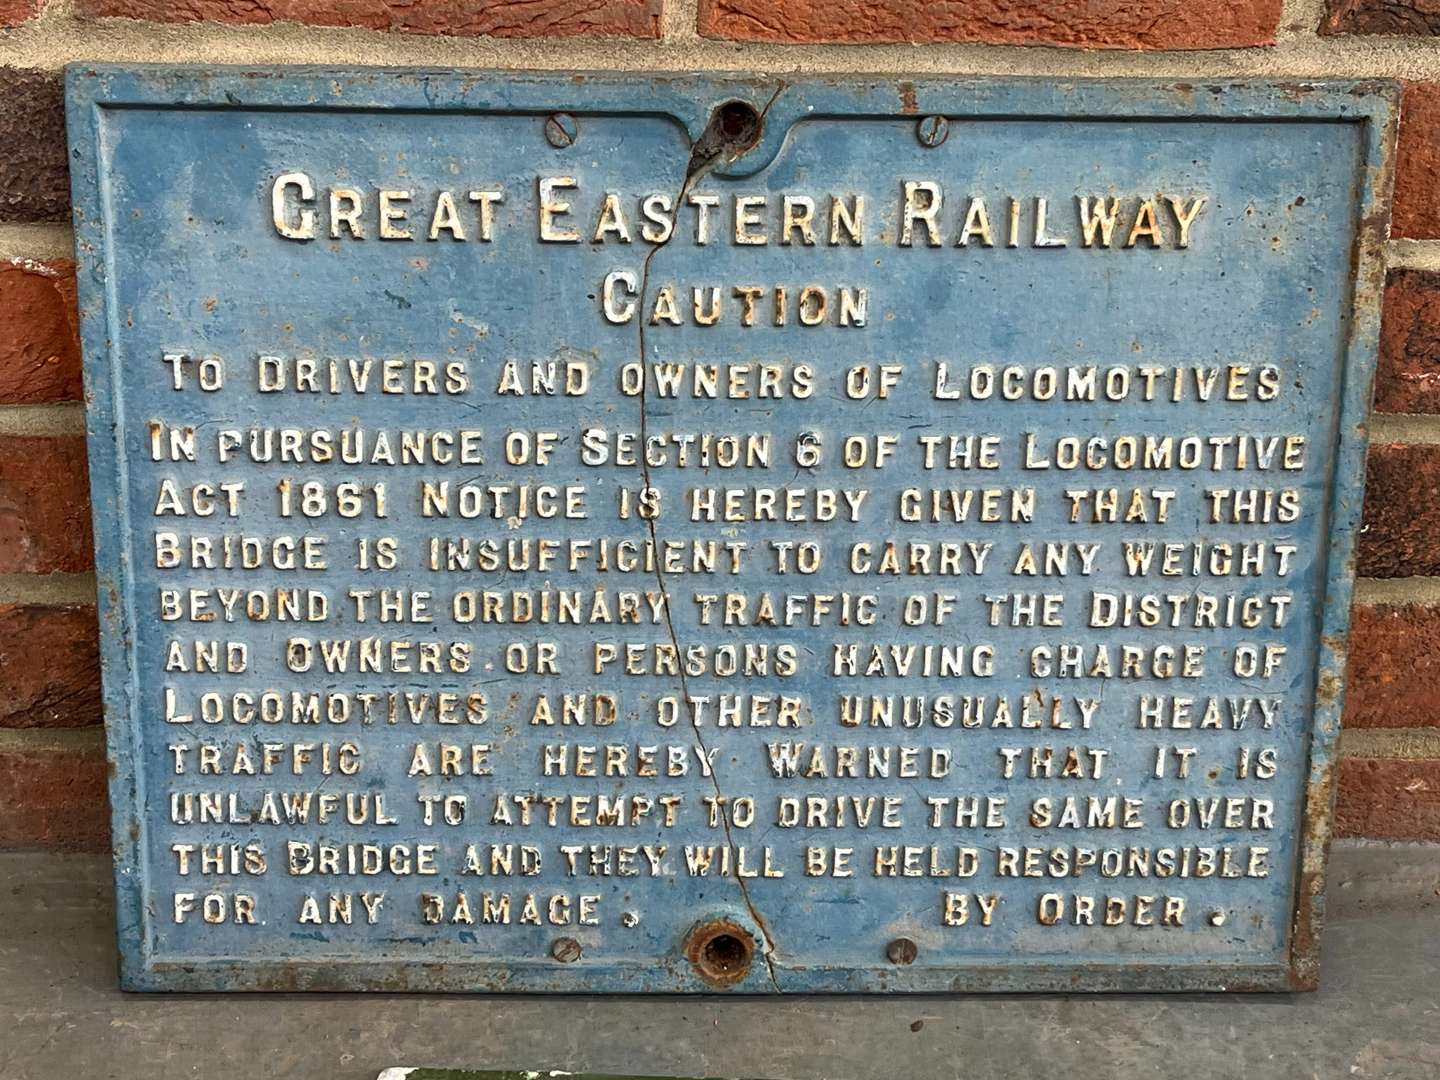 GREAT EASTERN RAILWAY
CAUTION
TO DRIVERS AND OWNERS OF LOCOMOTIVES
IN PURSUANCE OF SECTION 6 OF THE LOCOMOTIVE
ACT 1861 NOTICE IS HEREBY GIVEN THAT THIS
BRIDGE IS INSUFFICIENT TO CARRY ANY WEIGHT
BEYOND THE ORDINARY TRAFFIC OF THE DISTRICT
AND OWNERS OR PERSONS HAVING CHARGE OF
LOCOMOTIVES AND OTHER UNUSUALLY HEAVY
TRAFFIC ARE HEREBY WARNED THAT IT IS
UNLAWFUL TO ATTEMPT TO DRIVE THE SAME OVER
THIS BRIDGE AND THEY WILL BE HELD RESPONSIBLE
FOR ANY DAMAGE. BY ORDER.